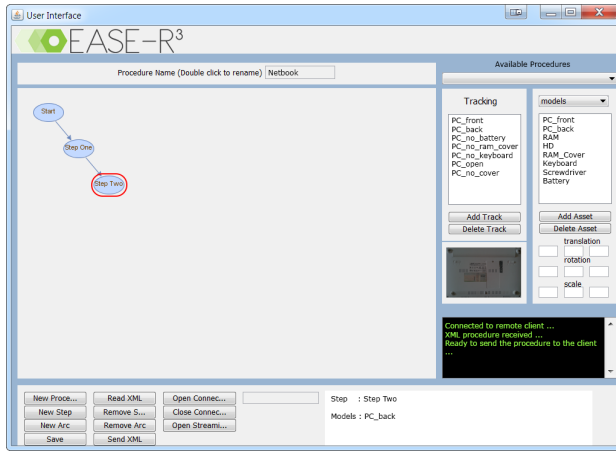 User Interface
EASE-R³
Procedure Name (Double click to rename) Netbook
Available Procedures
Start
Step One
Step Two
Tracking
PC_front
PC_back
PC_no_battery
PC_no_ram_cover
PC_no_keyboard
PC_open
PC_no_cover
Add Track
Delete Track
models
PC_front
PC_back
RAM
HD
RAM_Cover
Keyboard
Screwdriver
Battery
Add Asset
Delete Asset
translation
rotation
scale
Connected to remote client ...
XML procedure received ...
Ready to send the procedure to the client
...
New Proce... Read XML Open Connec...
New Step Remove S... Close Connec...
New Arc Remove Arc Open Streami...
Save Send XML
Step : Step Two
Models : PC_back